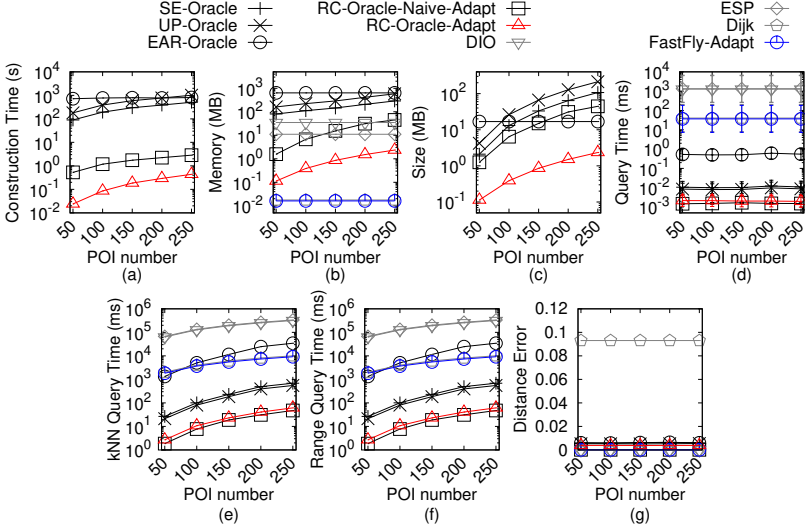 SE-Oracle
UP-Oracle
EAR-Oracle
RC-Oracle-Naive-Adapt
RC-Oracle-Adapt
DIO
ESP
Dijk
FastFly-Adapt
Construction Time (s)
10^4
10^3
10^2
10^1
10^0
10^-1
10^-2
50 100 150 200 250
POI number
(a)
Memory (MB)
10^3
10^2
10^1
10^0
10^-1
10^-2
50 100 150 200 250
POI number
(b)
Size (MB)
10^2
10^1
10^0
10^-1
50 100 150 200 250
POI number
(c)
Query Time (ms)
10^4
10^3
10^2
10^1
10^0
10^-1
10^-2
10^-3
50 100 150 200 250
POI number
(d)
kNN Query Time (ms)
10^6
10^5
10^4
10^3
10^2
10^1
10^0
50 100 150 200 250
POI number
(e)
Range Query Time (ms)
10^6
10^5
10^4
10^3
10^2
10^1
10^0
50 100 150 200 250
POI number
(f)
Distance Error
0.12
0.1
0.08
0.06
0.04
0.02
0
50 100 150 200 250
POI number
(g)